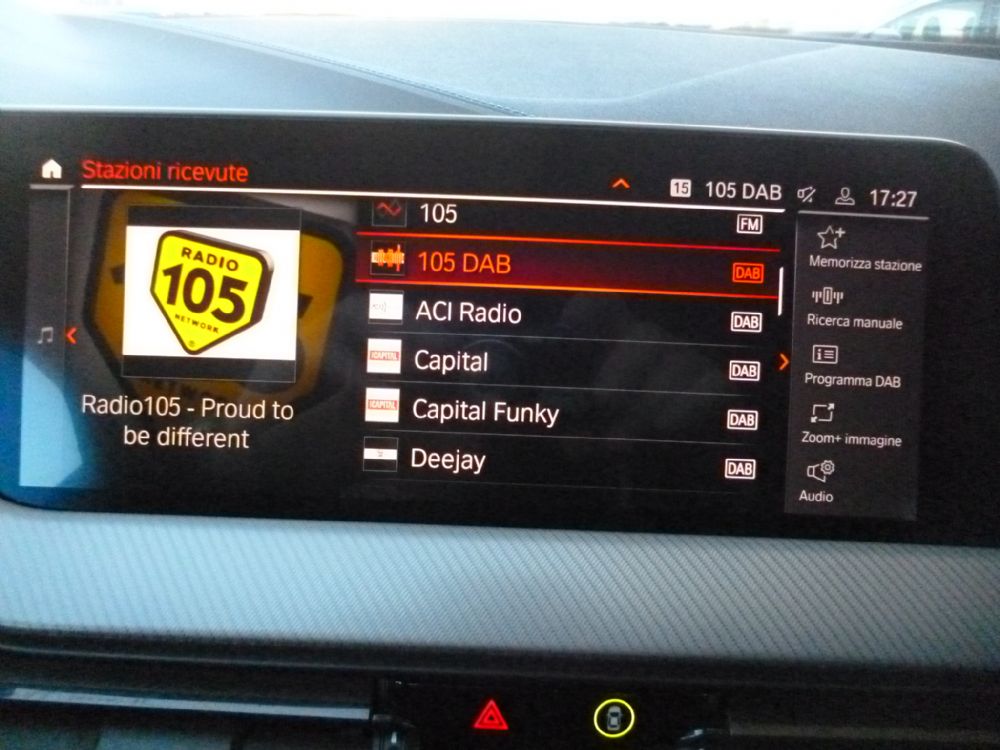 Stazioni ricevute
15 105 DAB 17:27
RADIO
105
NETWORK
Radio105 - Proud to
be different
105 FM
105 DAB DAB
ACI Radio DAB
Capital DAB
CAPITAL
Capital Funky DAB
CAPITAL
Deejay DAB
Memorizza stazione
Ricerca manuale
Programma DAB
Zoom+ immagine
Audio